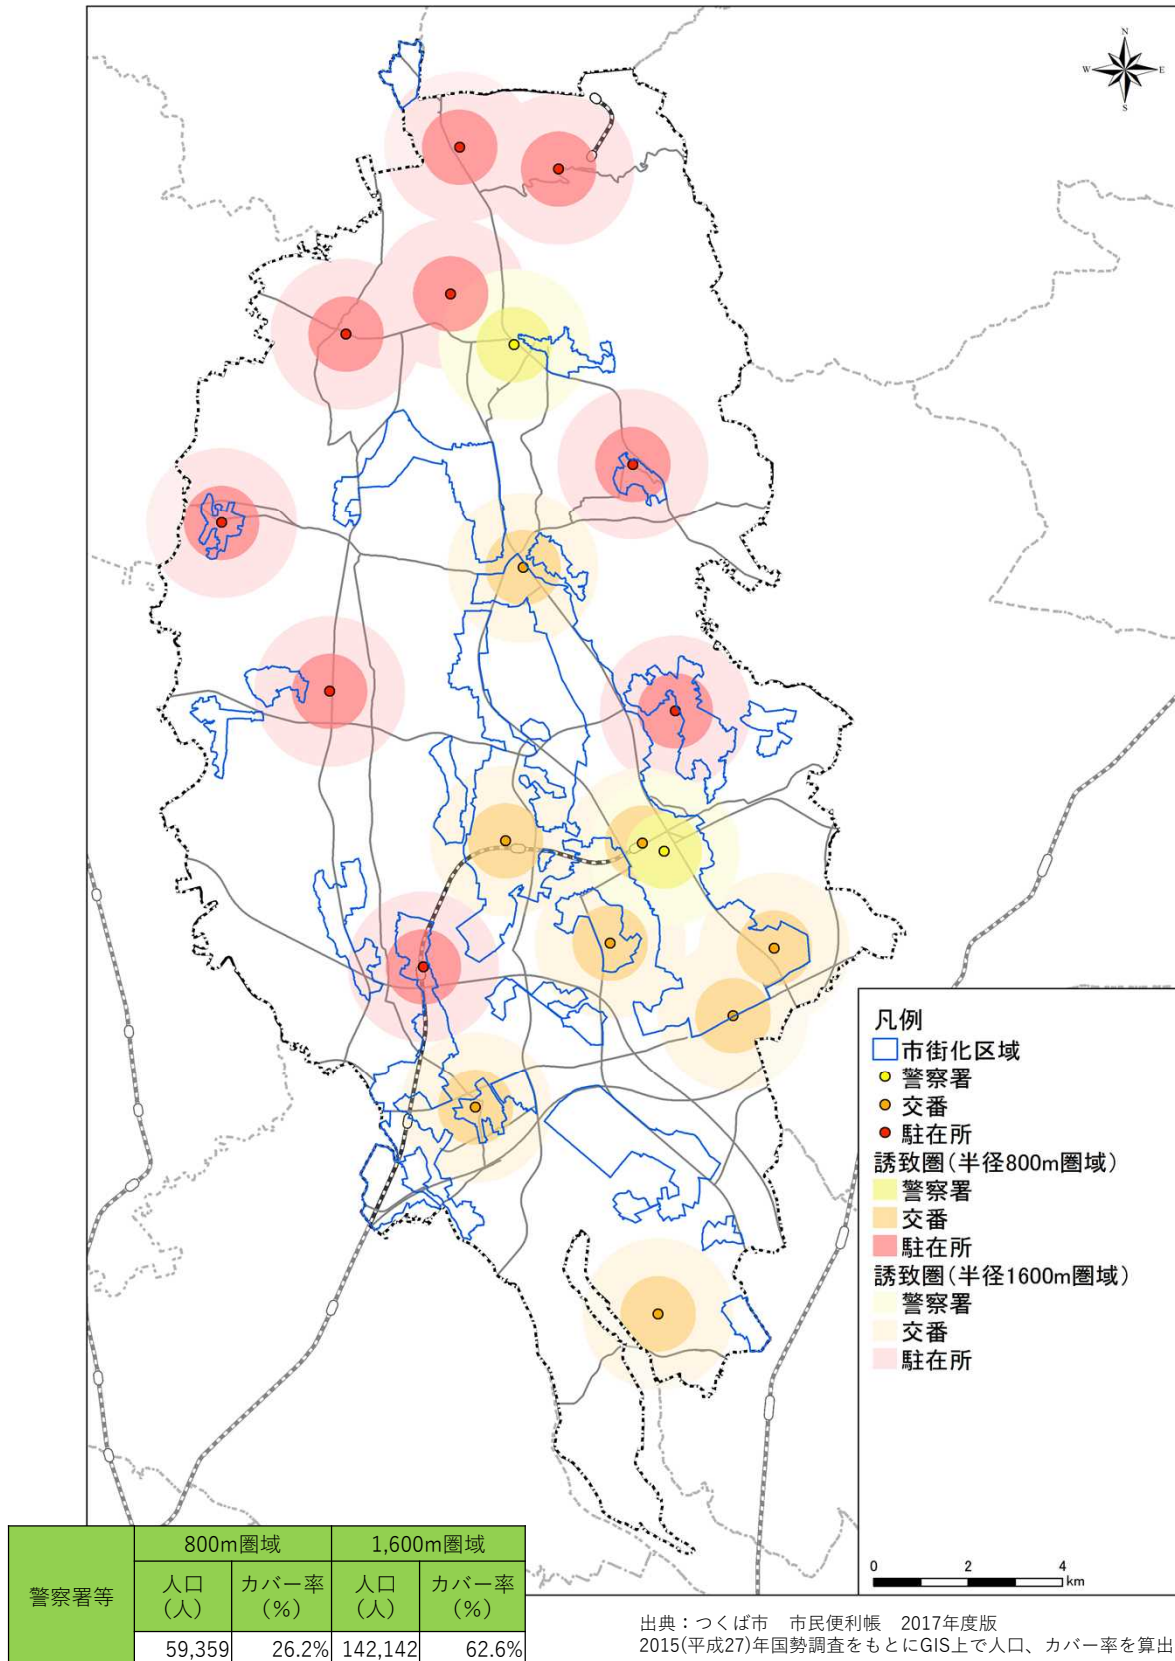 N
W E
S
凡例
市街化区域
警察署
交番
駐在所
誘致圏(半径800m圏域)
警察署
交番
駐在所
誘致圏(半径1600m圏域)
警察署
交番
駐在所
0 2 4
km
警察署等
800m圏域 1,600m圏域
人口(人) カバー率(%) 人口(人) カバー率(%)
59,359 26.2% 142,142 62.6%
出典：つくば市 市民便利帳 2017年度版
2015(平成27)年国勢調査をもとにGIS上で人口、カバー率を算出